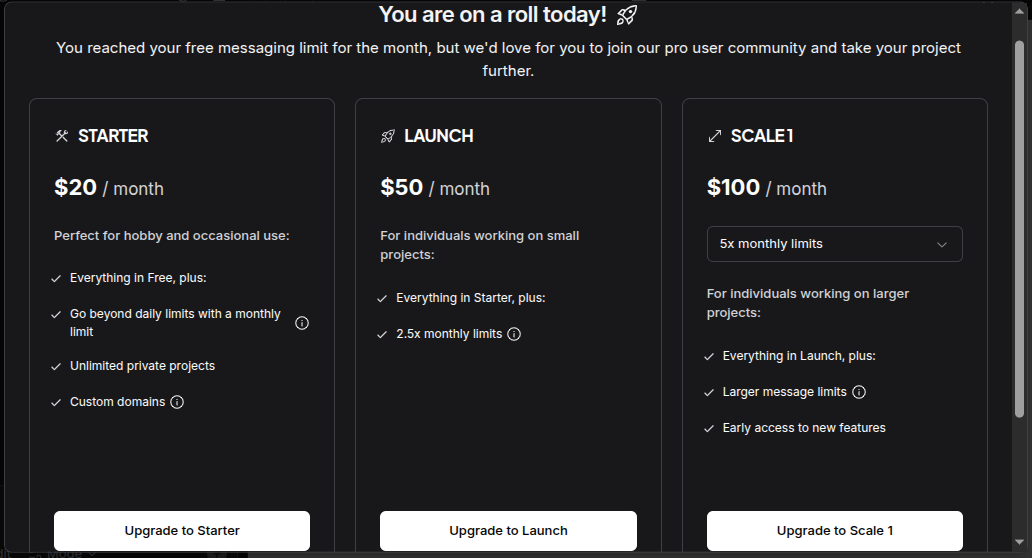 You are on a roll today!
You reached your free messaging limit for the month, but we'd love for you to join our pro user community and take your project
further.
STARTER
$20 / month
Perfect for hobby and occasional use:
Everything in Free, plus:
Go beyond daily limits with a monthly
limit
Unlimited private projects
Custom domains
Upgrade to Starter
LAUNCH
$50 / month
For individuals working on small
projects:
Everything in Starter, plus:
2.5x monthly limits
Upgrade to Launch
SCALE 1
$100 / month
5x monthly limits
For individuals working on larger
projects:
Everything in Launch, plus:
Larger message limits
Early access to new features
Upgrade to Scale 1